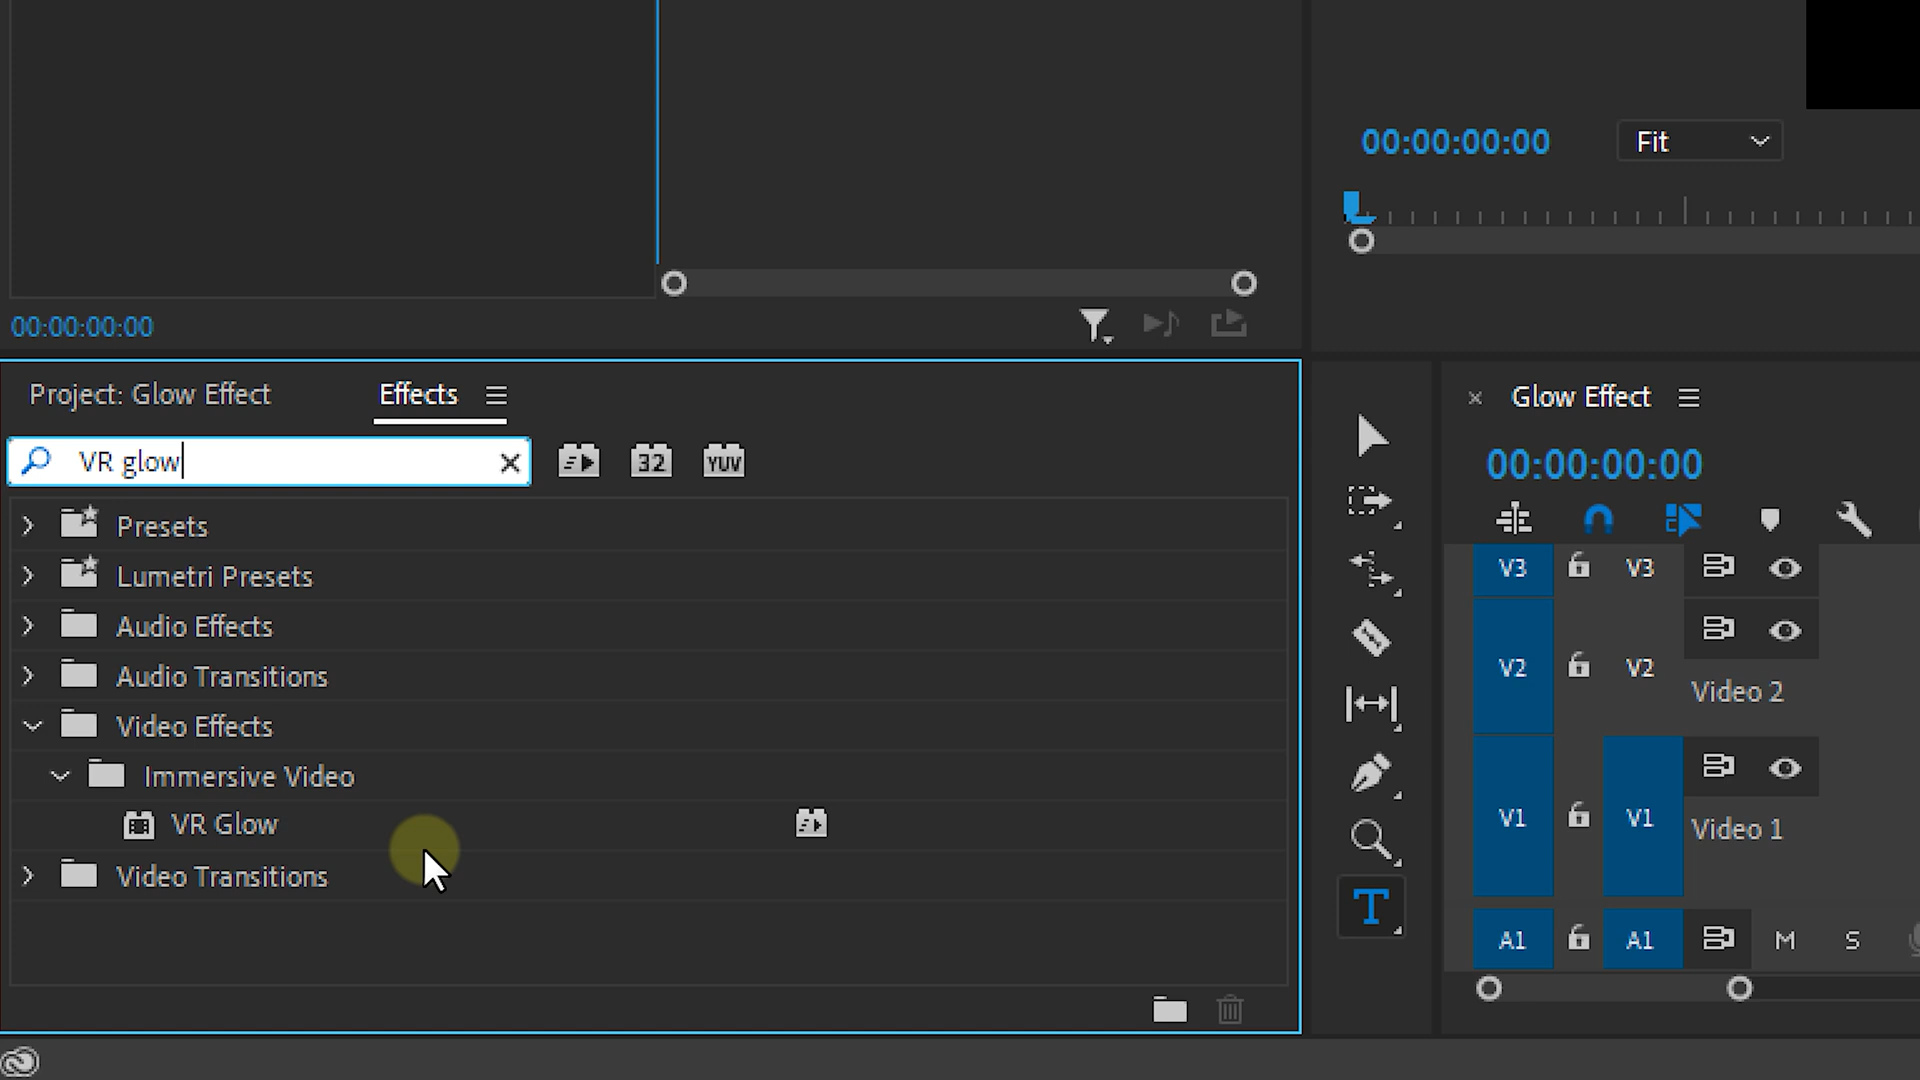 00:00:00:00
Fit
00:00:00:00
Project: Glow Effect
Effects
VR glow
32
YUV
Presets
Lumetri Presets
Audio Effects
Audio Transitions
Video Effects
Immersive Video
VR Glow
Video Transitions
T
× Glow Effect
00:00:00:00
V3 V3
V2 V2
Video 2
V1 V1
Video 1
A1 A1 M S